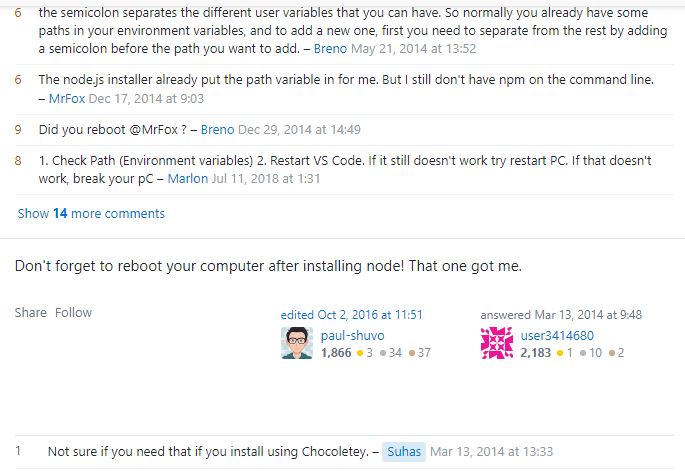 6 the semicolon separates the different user variables that you can have. So normally you already have some
paths in your environment variables, and to add a new one, first you need to separate from the rest by adding
a semicolon before the path you want to add. – Breno May 21, 2014 at 13:52
6 The node.js installer already put the path variable in for me. But I still don't have npm on the command line.
– MrFox Dec 17, 2014 at 9:03
9 Did you reboot @MrFox ? – Breno Dec 29, 2014 at 14:49
8 1. Check Path (Environment variables) 2. Restart VS Code. If it still doesn't work try restart PC. If that doesn't
work, break your pC – Marlon Jul 11, 2018 at 1:31
Show 14 more comments
Don't forget to reboot your computer after installing node! That one got me.
Share Follow
edited Oct 2, 2016 at 11:51
paul-shuvo
1,866 ● 3 ● 34 ● 37
answered Mar 13, 2014 at 9:48
user3414680
2,183 ● 1 ● 10 ● 2
1 Not sure if you need that if you install using Chocoletey. – Suhas Mar 13, 2014 at 13:33